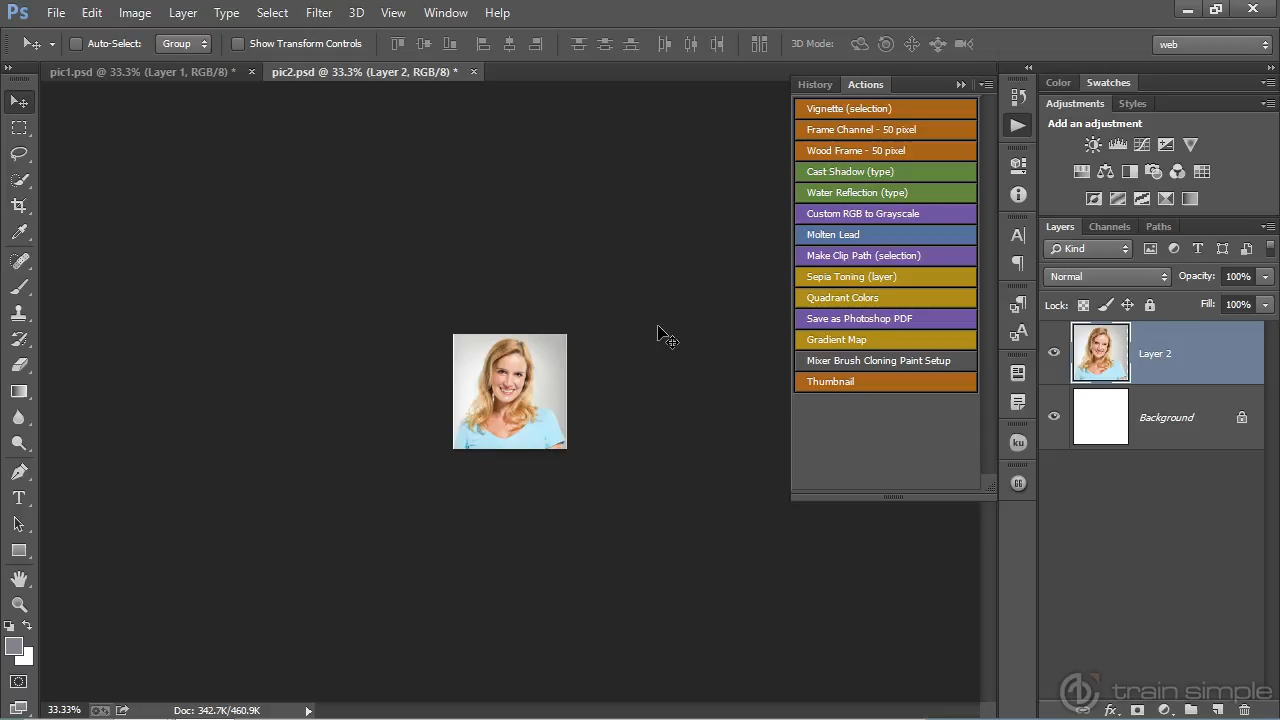 Ps File Edit Image Layer Type Select Filter 3D View Window Help
Auto-Select: Group Show Transform Controls 3D Mode: web
pic1.psd @ 33.3% (Layer 1, RGB/8) * pic2.psd @ 33.3% (Layer 2, RGB/8) *
History Actions
Vignette (selection)
Frame Channel - 50 pixel
Wood Frame - 50 pixel
Cast Shadow (type)
Water Reflection (type)
Custom RGB to Grayscale
Molten Lead
Make Clip Path (selection)
Sepia Toning (layer)
Quadrant Colors
Save as Photoshop PDF
Gradient Map
Mixer Brush Cloning Paint Setup
Thumbnail
Color Swatches
Adjustments Styles
Add an adjustment
Layers Channels Paths
Kind
Normal Opacity: 100%
Lock: Fill: 100%
Layer 2
Background
33.33% Doc: 342.7K/460.9K
train simple